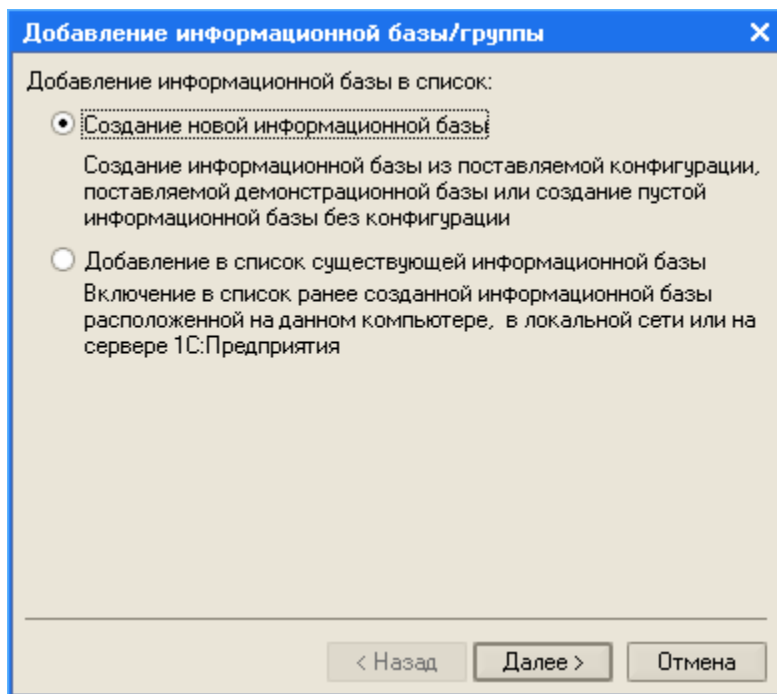 Добавление информационной базы/группы
Добавление информационной базы в список:
Создание новой информационной базы
Создание информационной базы из поставляемой конфигурации,
поставляемой демонстрационной базы или создание пустой
информационной базы без конфигурации
Добавление в список существующей информационной базы
Включение в список ранее созданной информационной базы
расположенной на данном компьютере, в локальной сети или на
сервере 1С:Предприятия
< Назад
Далее >
Отмена